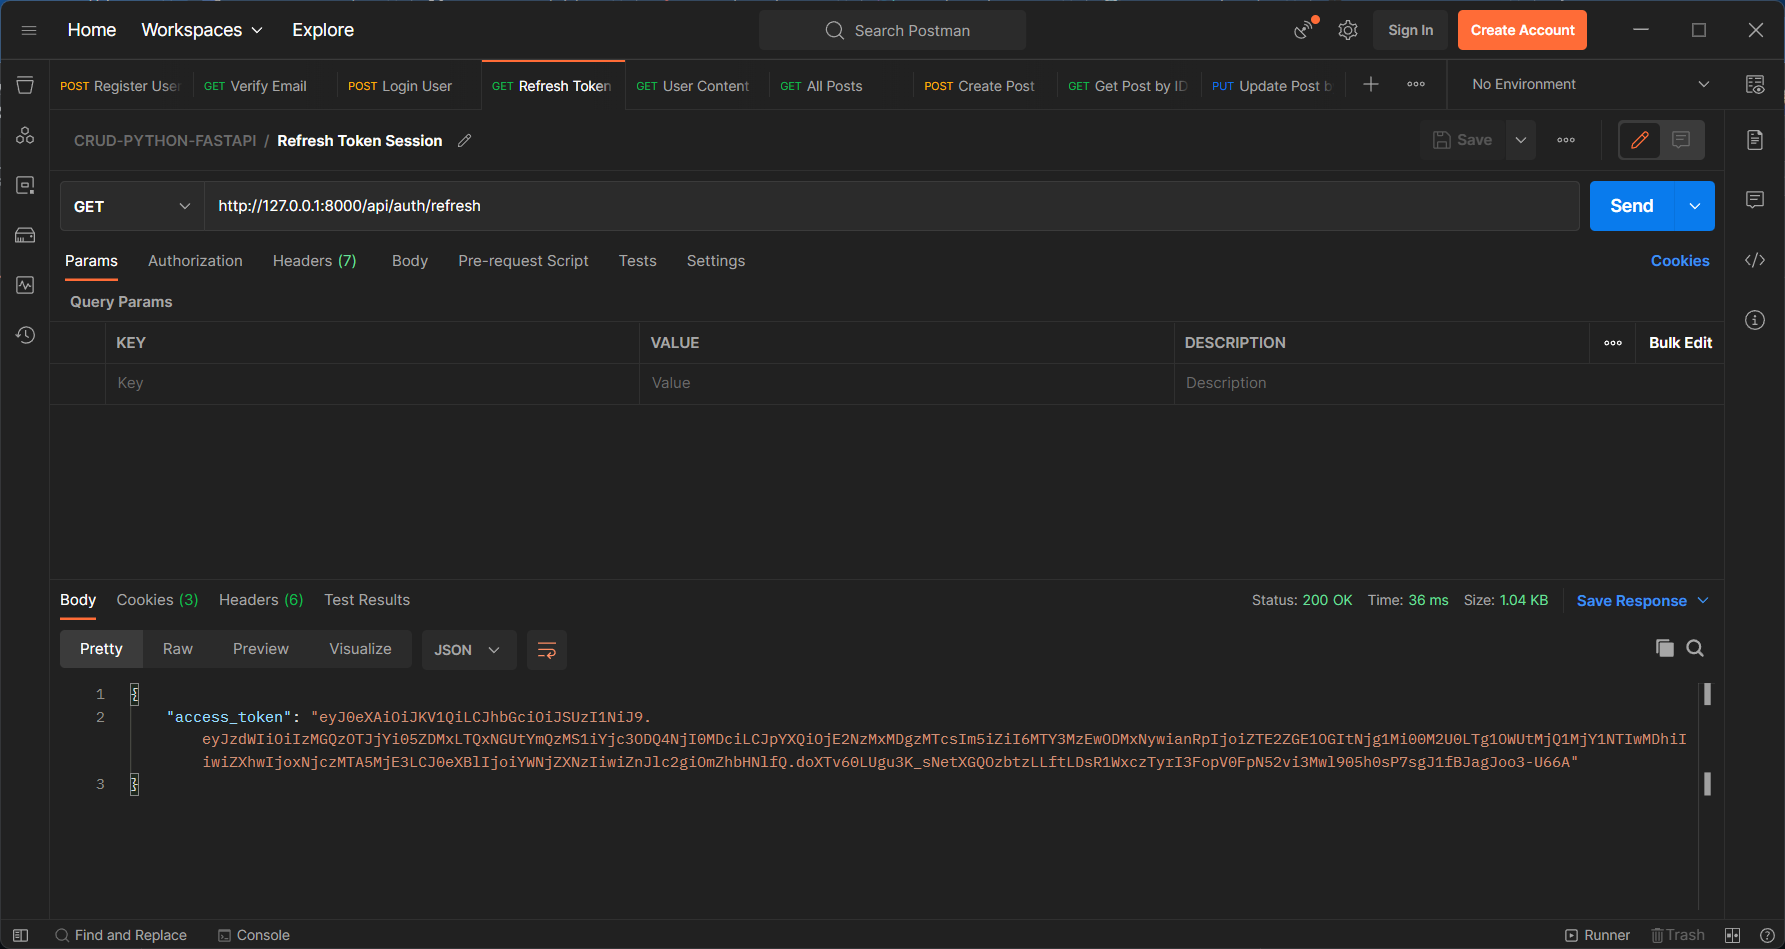 Home Workspaces Explore Search Postman Sign In Create Account
POST Register User GET Verify Email POST Login User GET Refresh Token GET User Content GET All Posts POST Create Post GET Get Post by ID PUT Update Post b No Environment
CRUD-PYTHON-FASTAPI / Refresh Token Session Save
GET http://127.0.0.1:8000/api/auth/refresh Send
Params Authorization Headers (7) Body Pre-request Script Tests Settings Cookies
Query Params
KEY VALUE DESCRIPTION Bulk Edit
Key Value Description
Body Cookies (3) Headers (6) Test Results Status: 200 OK Time: 36 ms Size: 1.04 KB Save Response
Pretty Raw Preview Visualize JSON
1 {
2 "access_token": "eyJ0eXAiOiJKV1QiLCJhbGciOiJSUzI1NiJ9.
eyJzdWIiOiIzMGQzOTJjYi05ZDMxLTQxNGUtYmQzMS1iYjc3ODQ4NjI0MDciLCJpYXQiOjE2NzMxMDgzMTcsIm5iZiI6MTY3MzEwODMxNywianRpIjoiZTE2ZGE1OGItNjg1Mi00M2U0LTg1OWUtMjQ1MjY1NTIwMDhiI
iwiZXhwIjoxNjczMTA5MjE3LCJ0eXBlIjoiYWNjZXNzIiwiZnJlc2giOmZhbHNlfQ.doXTv60LUgu3K_sNetXGQOzbtzLLftLDsR1WxczTyrI3FopV0FpN52vi3Mwl905h0sP7sgJ1fBJagJoo3-U66A"
3 }
Find and Replace Console Runner Trash